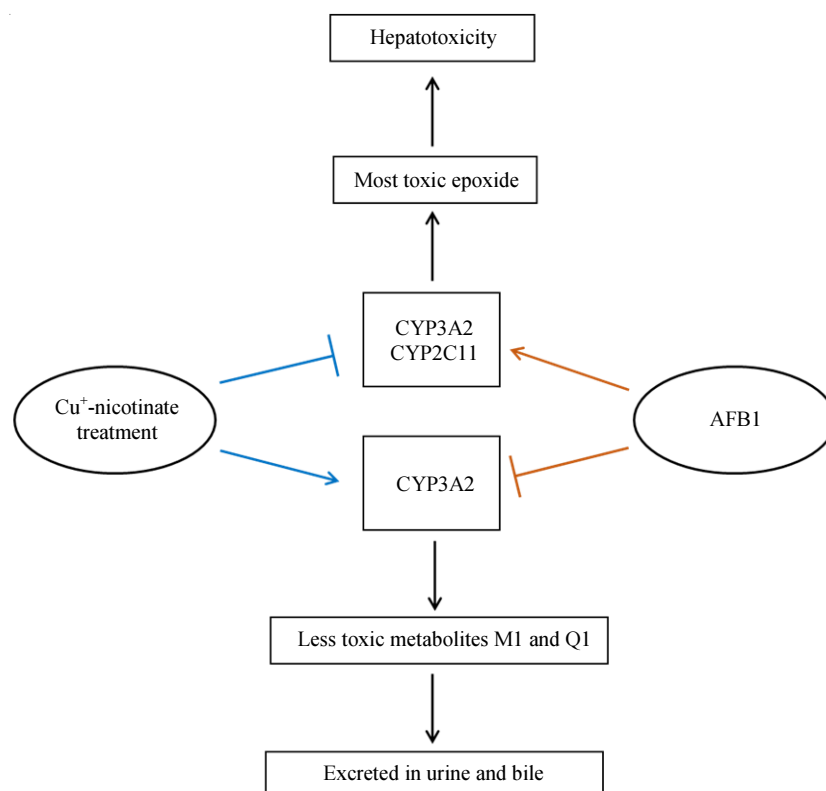 Hepatotoxicity
Most toxic epoxide
CYP3A2
CYP2C11
Cu⁺-nicotinate
treatment
AFB1
CYP3A2
Less toxic metabolites M1 and Q1
Excreted in urine and bile